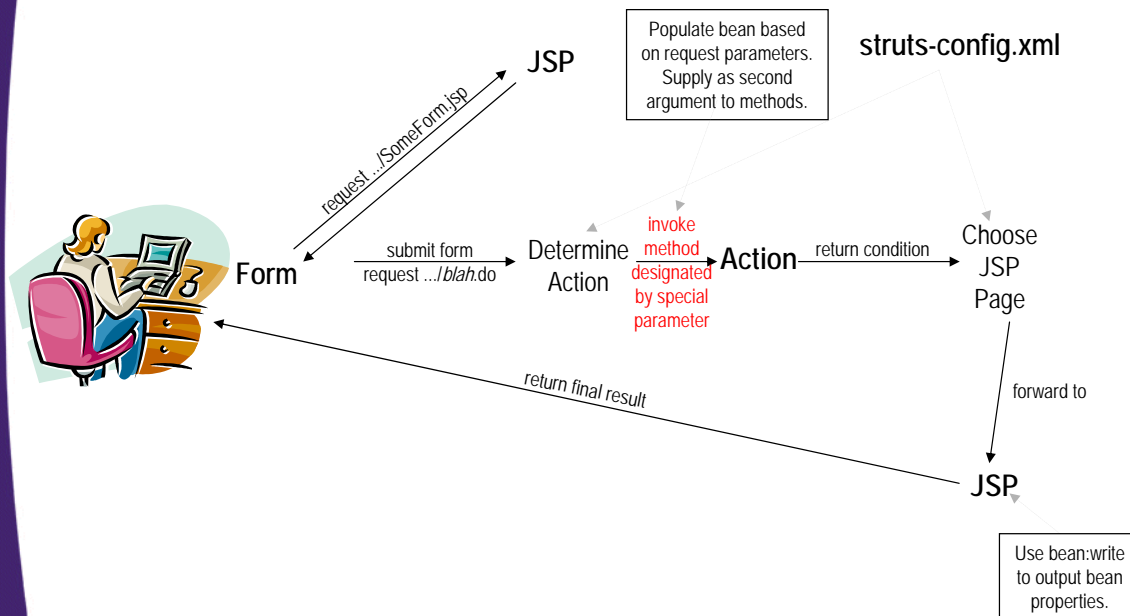 Populate bean based
on request parameters.
Supply as second
argument to methods.
struts-config.xml
JSP
request .../SomeForm.jsp
Form
submit form
request .../blah.do
Determine
Action
invoke
method
designated
by special
parameter
Action
return condition
Choose
JSP
Page
forward to
return final result
JSP
Use bean:write
to output bean
properties.